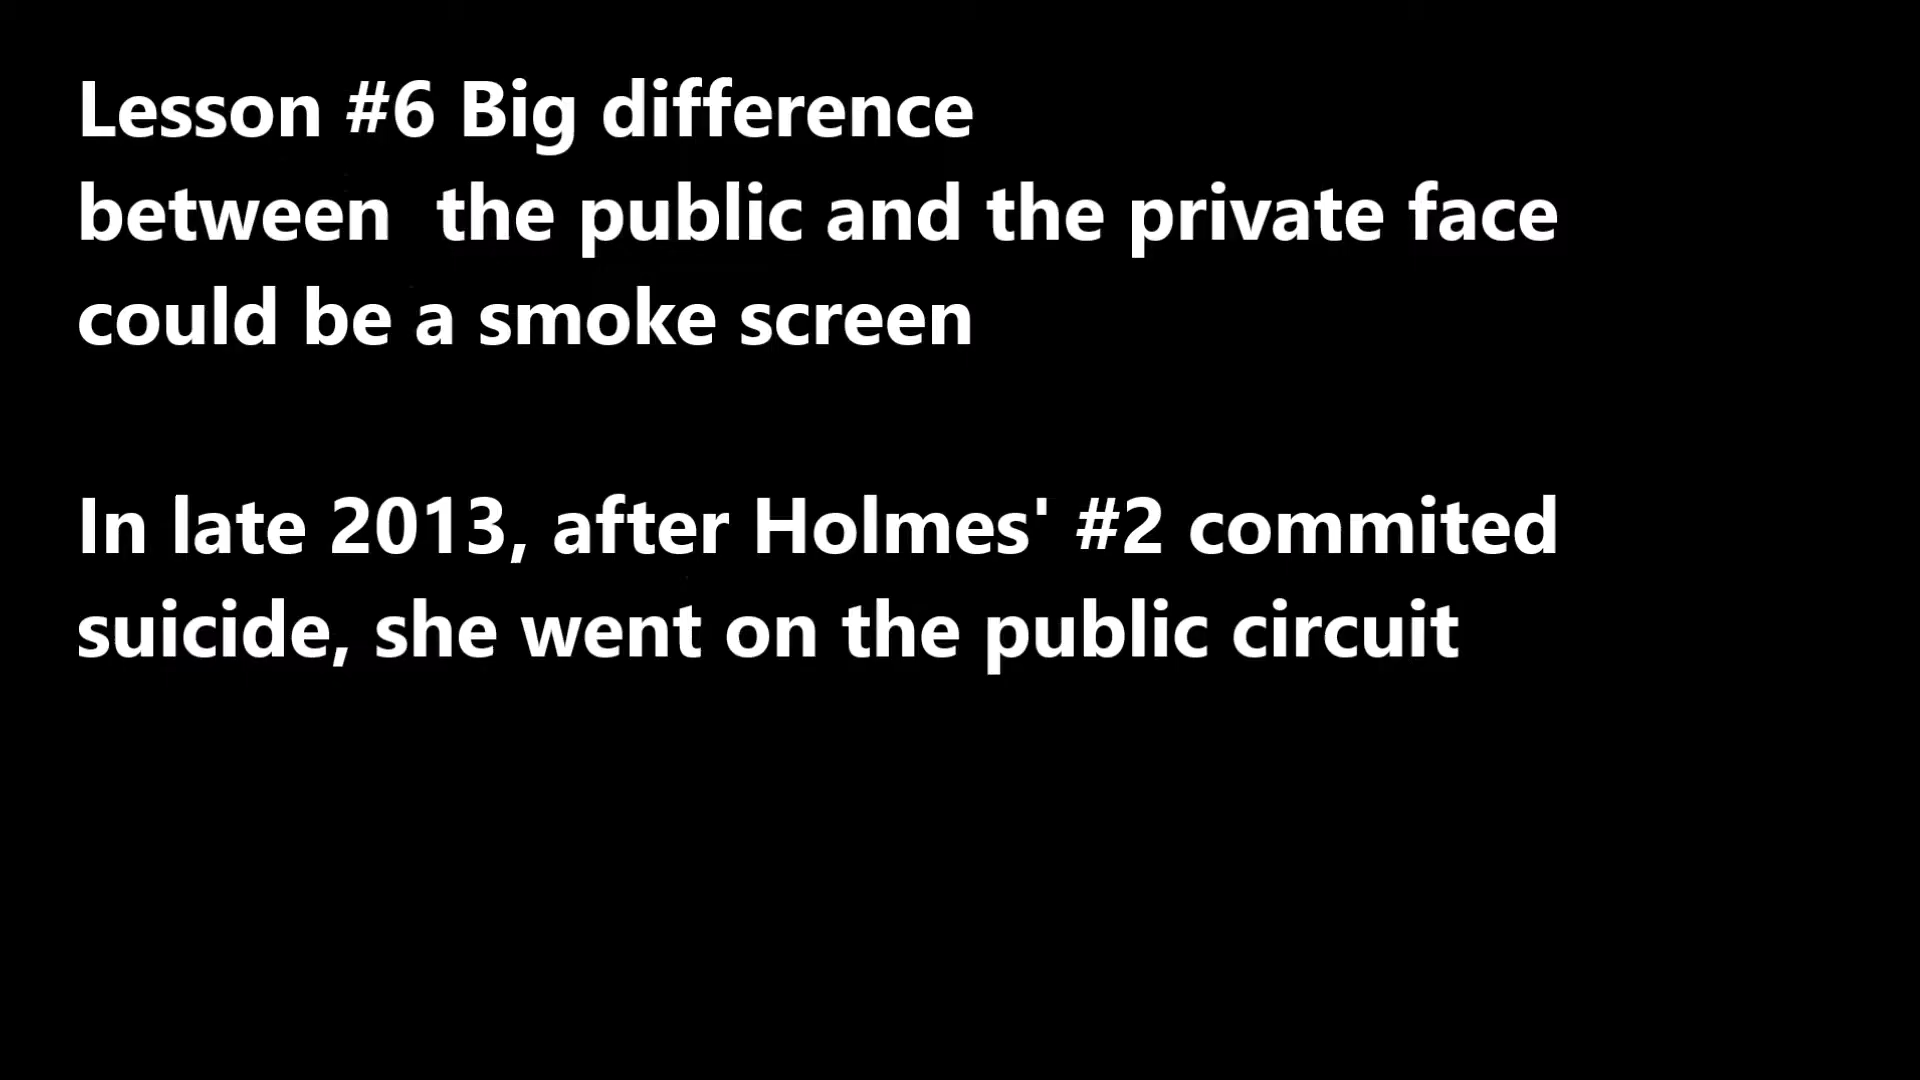 Lesson #6 Big difference
between  the public and the private face
could be a smoke screen
In late 2013, after Holmes' #2 commited
suicide, she went on the public circuit